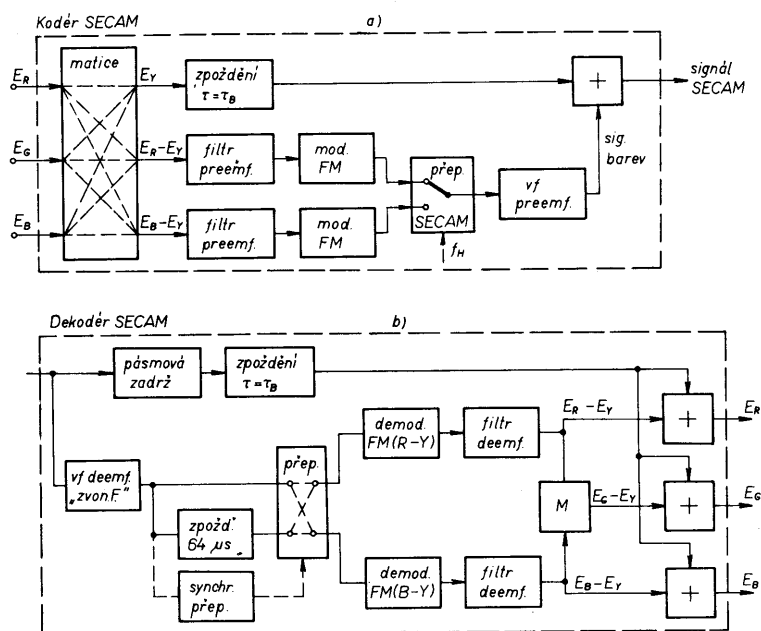 Kodér SECAM
a)
matice
E_R
E_G
E_B
E_Y
E_R−E_Y
E_B−E_Y
zpoždění
τ=τ_B
filtr
preemf.
mod.
FM
filtr
preemf.
mod.
FM
přep.
SECAM
f_H
vf
preemf.
+
sig.
barev
signál
SECAM
Dekodér SECAM
b)
pásmová
zadrž
zpoždění
τ=τ_B
vf deemf.
„zvon.F."
zpožď.
64 μs
synchr.
přep.
přep.
demod.
FM(R−Y)
filtr
deemf.
demod.
FM(B−Y)
filtr
deemf.
M
E_R−E_Y
E_G−E_Y
E_B−E_Y
+
+
+
E_R
E_G
E_B